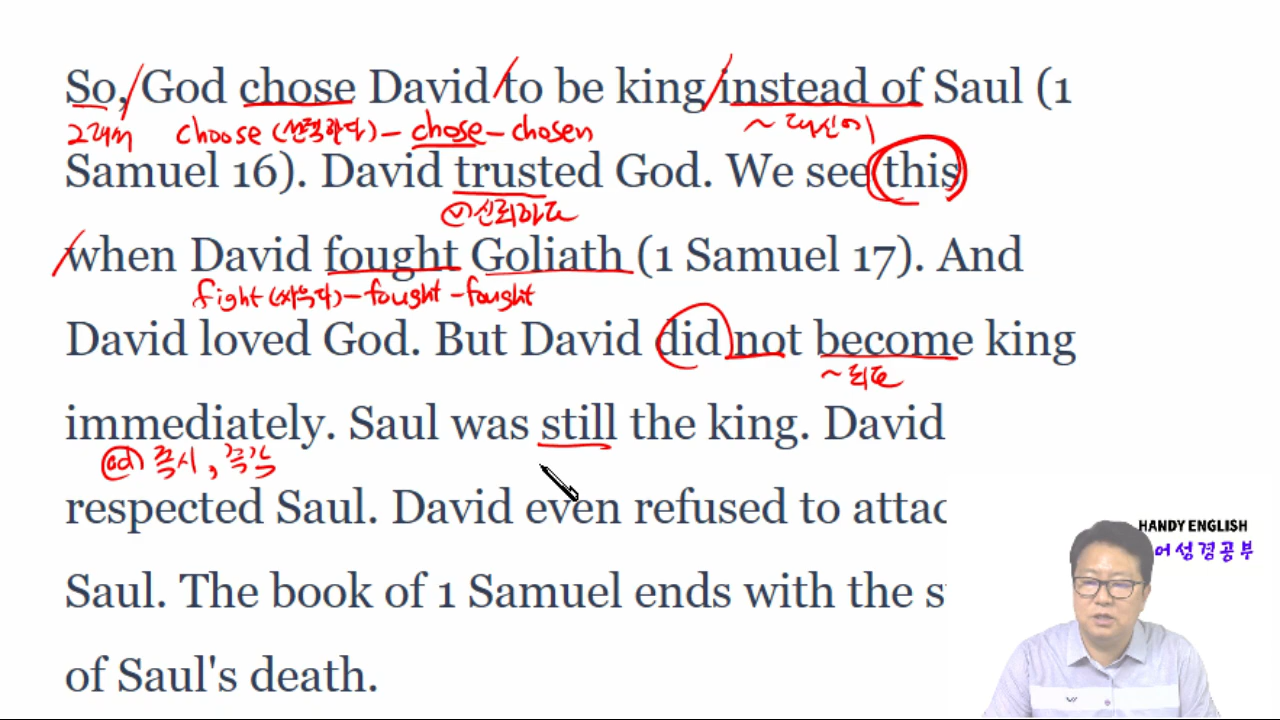 So, God chose David to be king instead of Saul (1
그래서 choose (선택하다) - chose - chosen ~ 대신에
Samuel 16). David trusted God. We see this
(v) 신뢰하다
when David fought Goliath (1 Samuel 17). And
fight (싸우다) - fought - fought
David loved God. But David did not become king
~ 되다
immediately. Saul was still the king. David
(ad) 즉시, 즉각
respected Saul. David even refused to attac
Saul. The book of 1 Samuel ends with the s
of Saul's death.
HANDY ENGLISH
어성경공부